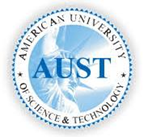 AMERICAN UNIVERSITY
AUST
OF SCIENCE & TECHNOLOGY